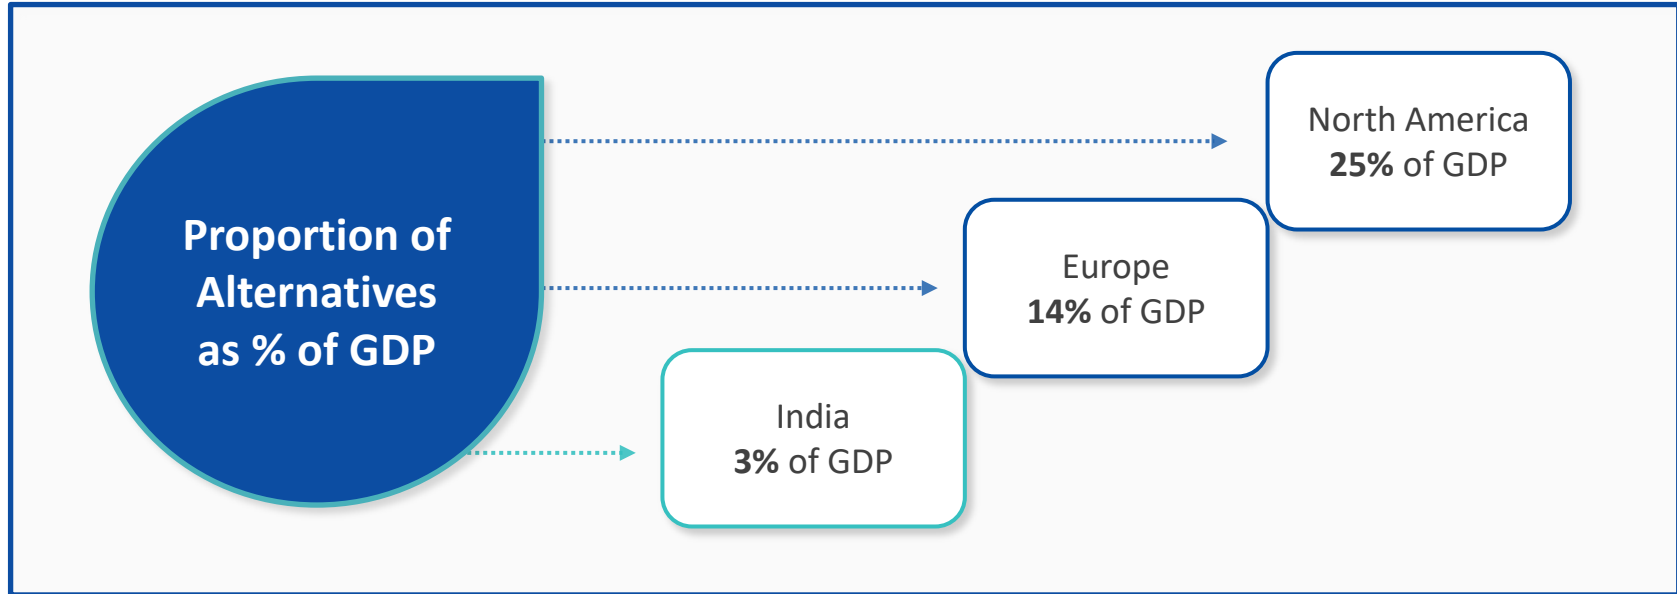 Proportion of
Alternatives
as % of GDP
North America
25% of GDP
Europe
14% of GDP
India
3% of GDP